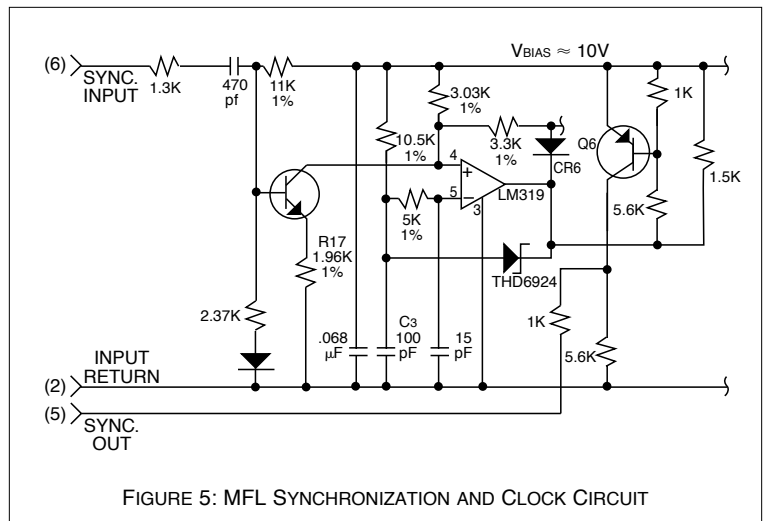 (6)
SYNC.
INPUT
1.3K
470
pf
11K
1%
VBIAS ≈ 10V
3.03K
1%
10.5K
1%
3.3K
1%
CR6
Q6
1K
1.5K
5.6K
4
+
LM319
5
−
3
5K
1%
R17
1.96K
1%
THD6924
2.37K
.068
µF
C3
100
pF
15
pF
1K
5.6K
INPUT
RETURN
(2)
(5)
SYNC.
OUT
FIGURE 5: MFL SYNCHRONIZATION AND CLOCK CIRCUIT